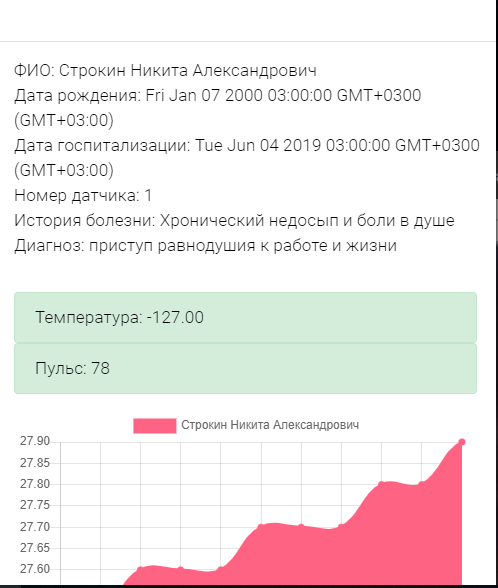 ФИО: Строкин Никита Александрович
Дата рождения: Fri Jan 07 2000 03:00:00 GMT+0300
(GMT+03:00)
Дата госпитализации: Tue Jun 04 2019 03:00:00 GMT+0300
(GMT+03:00)
Номер датчика: 1
История болезни: Хронический недосып и боли в душе
Диагноз: приступ равнодушия к работе и жизни
Температура: -127.00
Пульс: 78
Строкин Никита Александрович
27.90
27.85
27.80
27.75
27.70
27.65
27.60